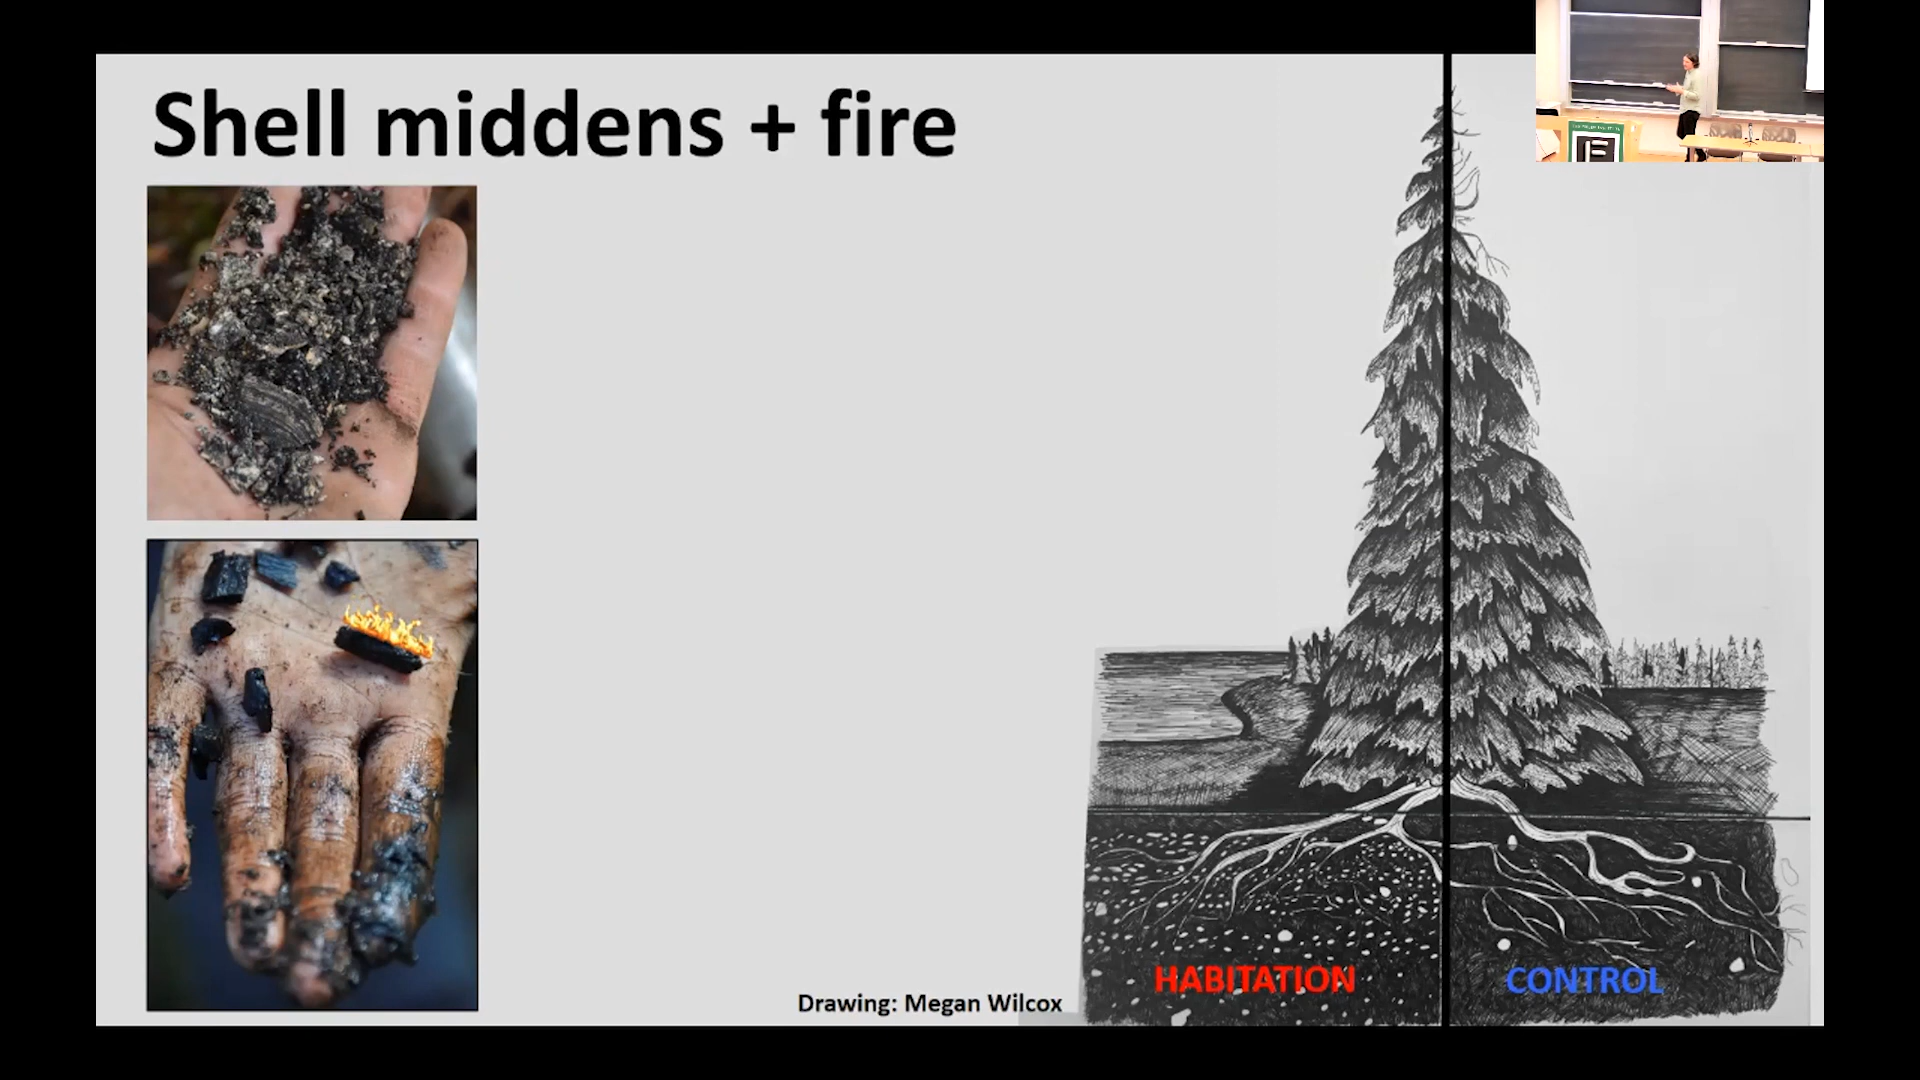 Shell middens + fire
HABITATION
CONTROL
Drawing: Megan Wilcox